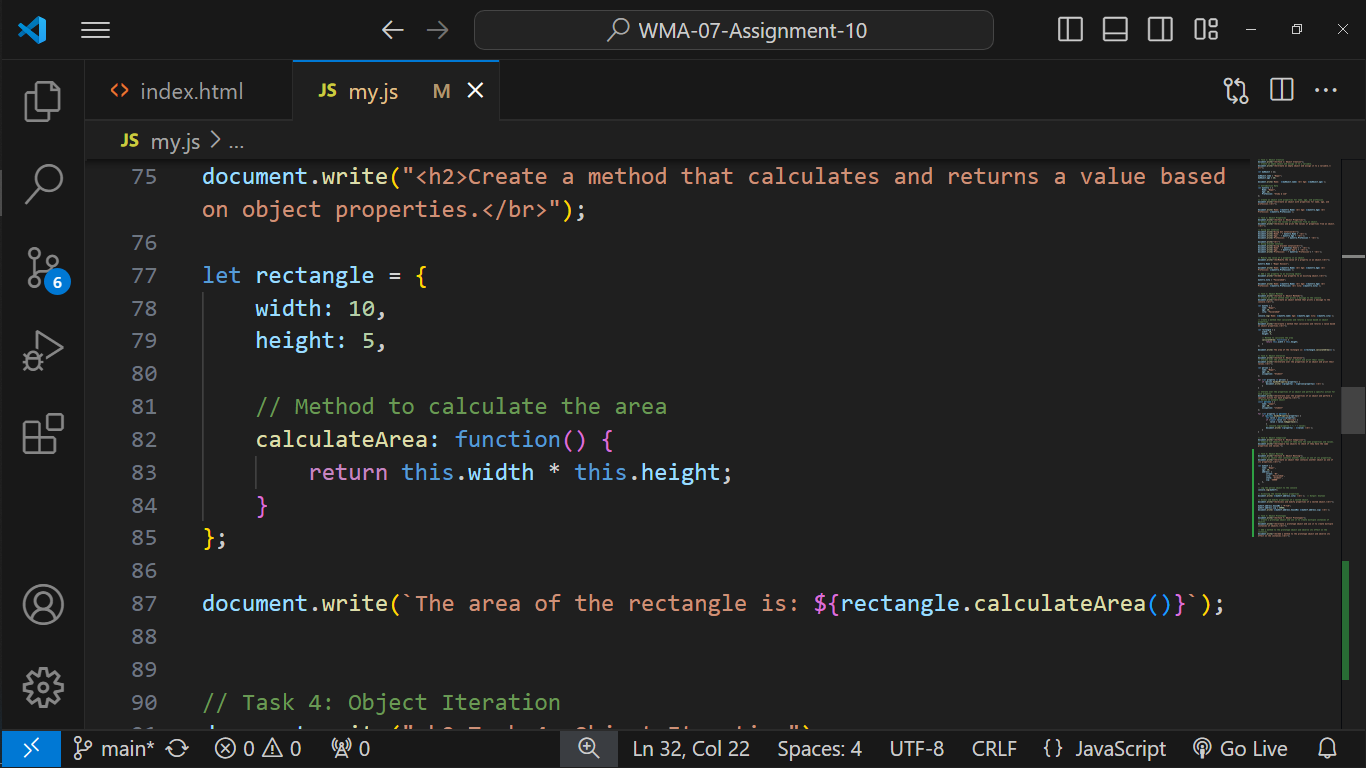 WMA-07-Assignment-10
<> index.html
JS my.js M
JS my.js > ...
75 document.write("<h2>Create a method that calculates and returns a value based
on object properties.</br>");
76
77 let rectangle = {
78 width: 10,
79 height: 5,
80
81 // Method to calculate the area
82 calculateArea: function() {
83 return this.width * this.height;
84 }
85 };
86
87 document.write(`The area of the rectangle is: ${rectangle.calculateArea()}`);
88
89
90 // Task 4: Object Iteration
6
main* 0 0 0 Ln 32, Col 22 Spaces: 4 UTF-8 CRLF {} JavaScript Go Live